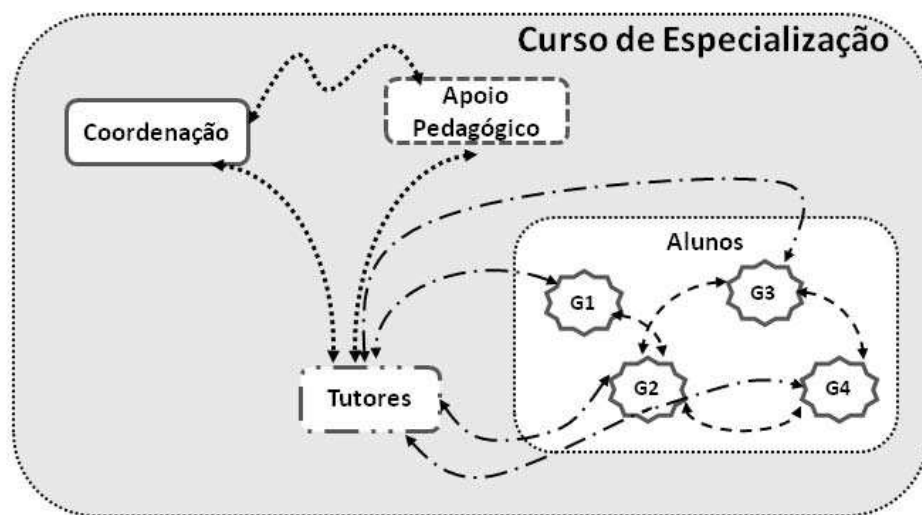 Curso de Especialização
Coordenação
Apoio
Pedagógico
Alunos
G1
G3
G2
G4
Tutores